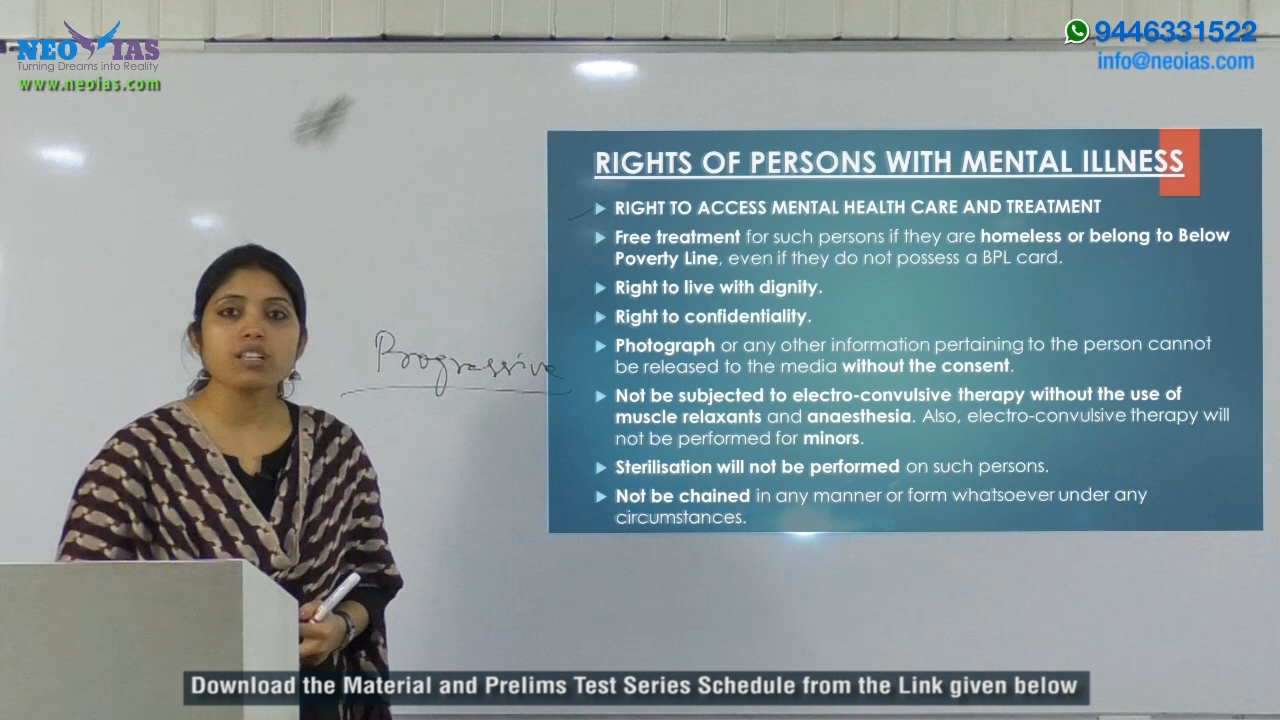 NEO IAS
Turning Dreams into Reality
www.neoias.com
9446331522
info@neoias.com
RIGHTS OF PERSONS WITH MENTAL ILLNESS
RIGHT TO ACCESS MENTAL HEALTH CARE AND TREATMENT
Free treatment for such persons if they are homeless or belong to Below
Poverty Line, even if they do not possess a BPL card.
Right to live with dignity.
Right to confidentiality.
Photograph or any other information pertaining to the person cannot
be released to the media without the consent.
Not be subjected to electro-convulsive therapy without the use of
muscle relaxants and anaesthesia. Also, electro-convulsive therapy will
not be performed for minors.
Sterilisation will not be performed on such persons.
Not be chained in any manner or form whatsoever under any
circumstances.
Progressive
Download the Material and Prelims Test Series Schedule from the Link given below